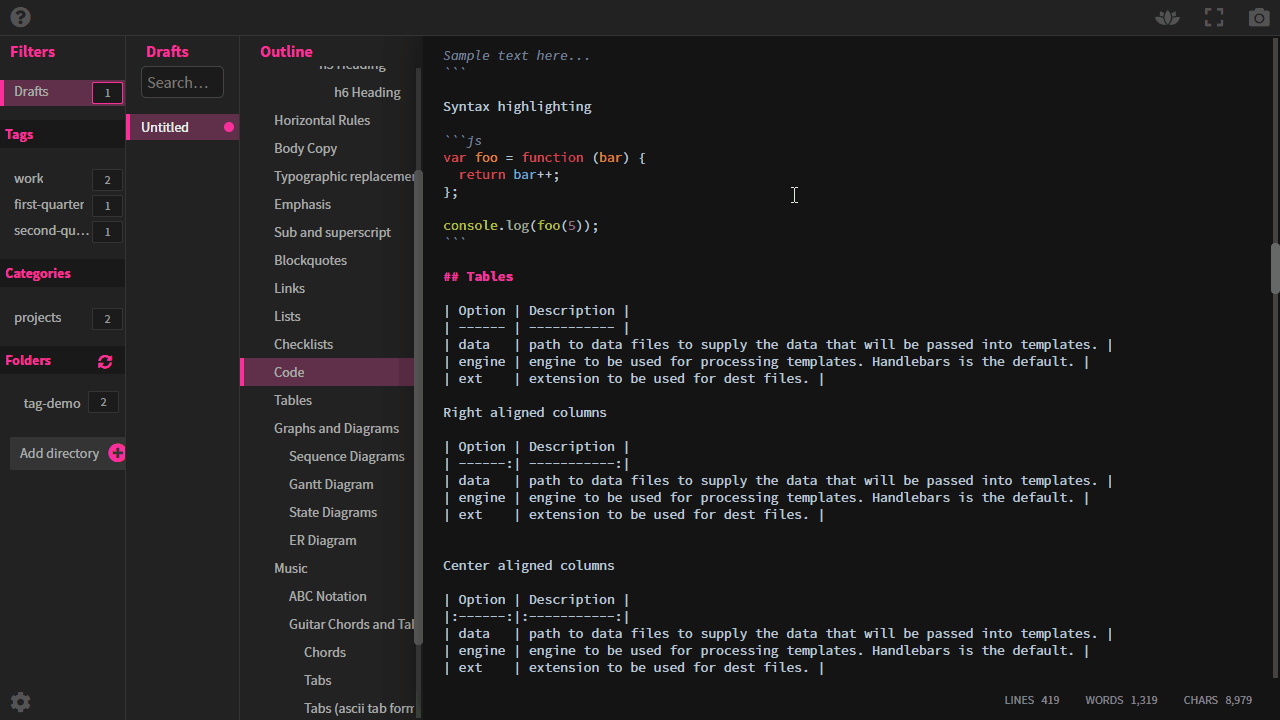 Filters
Drafts
1
Tags
work
2
first-quarter
1
second-qu...
1
Categories
projects
2
Folders
tag-demo
2
Add directory
Drafts
Search...
Untitled
Outline
h5 Heading
h6 Heading
Horizontal Rules
Body Copy
Typographic replacemen
Emphasis
Sub and superscript
Blockquotes
Links
Lists
Checklists
Code
Tables
Graphs and Diagrams
Sequence Diagrams
Gantt Diagram
State Diagrams
ER Diagram
Music
ABC Notation
Guitar Chords and Tal
Chords
Tabs
Tabs (ascii tab form
Sample text here...
```
Syntax highlighting
```js
var foo = function (bar) {
  return bar++;
};
console.log(foo(5));
```
## Tables
| Option | Description |
| ------ | ----------- |
| data   | path to data files to supply the data that will be passed into templates. |
| engine | engine to be used for processing templates. Handlebars is the default. |
| ext    | extension to be used for dest files. |
Right aligned columns
| Option | Description |
| ------:| -----------:|
| data   | path to data files to supply the data that will be passed into templates. |
| engine | engine to be used for processing templates. Handlebars is the default. |
| ext    | extension to be used for dest files. |
Center aligned columns
| Option | Description |
|:------:|:-----------:|
| data   | path to data files to supply the data that will be passed into templates. |
| engine | engine to be used for processing templates. Handlebars is the default. |
| ext    | extension to be used for dest files. |
LINES 419 WORDS 1,319 CHARS 8,979